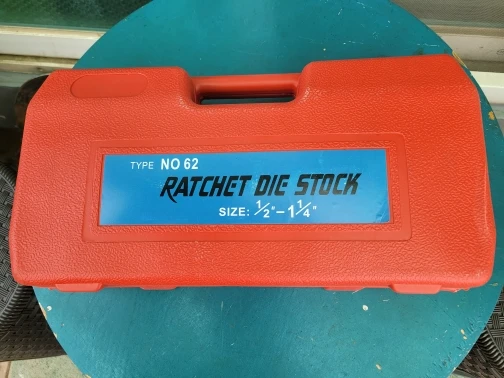 TYPE NO 62
RATCHET DIE STOCK
SIZE: 1/2"-1 1/4"